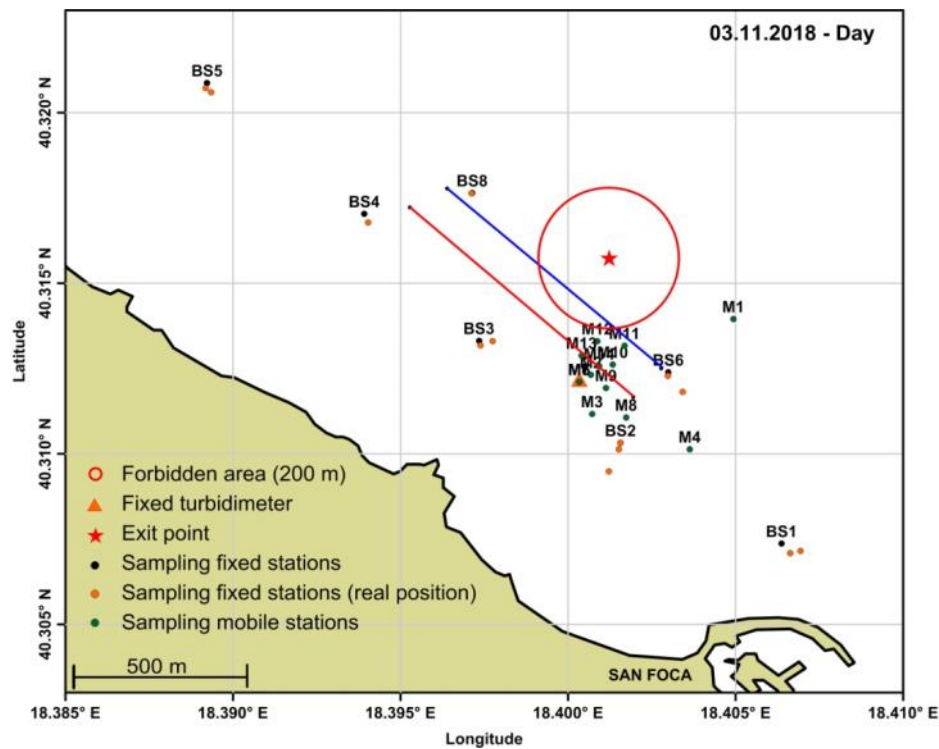 03.11.2018 - Day
BS5
BS8
BS4
M1
M12
M11
BS3
M13
M10
BS6
M9
M3
M8
BS2
M4
BS1
Forbidden area (200 m)
Fixed turbidimeter
Exit point
Sampling fixed stations
Sampling fixed stations (real position)
Sampling mobile stations
500 m
SAN FOCA
40.320° N
40.315° N
40.310° N
40.305° N
Latitude
18.385° E
18.390° E
18.395° E
18.400° E
18.405° E
18.410° E
Longitude